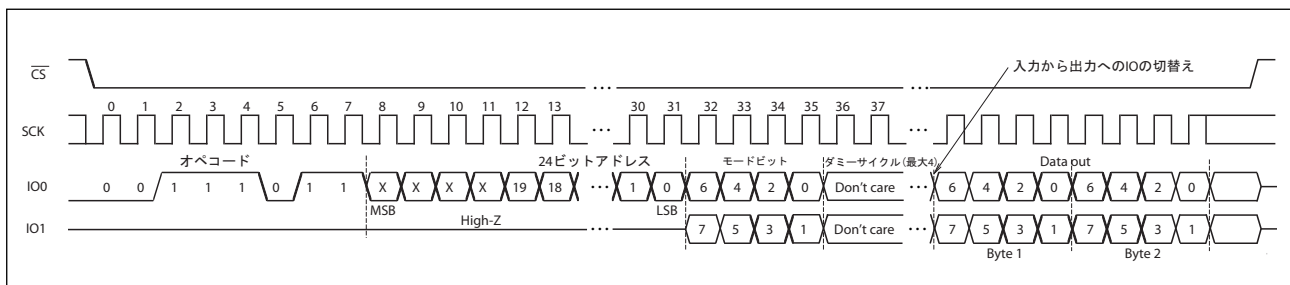 入力から出力へのIOの切替え
CS
0 1 2 3 4 5 6 7 8 9 10 11 12 13 30 31 32 33 34 35 36 37
SCK
オペコード 24ビットアドレス モードビット ダミーサイクル(最大4) Data out
IO0 0 0 1 1 1 0 1 1 X X X X 19 18 1 0 6 4 2 0 Don't care 6 4 2 0 6 4 2 0
MSB LSB
High-Z
IO1 7 5 3 1 Don't care 7 5 3 1 7 5 3 1
Byte 1 Byte 2